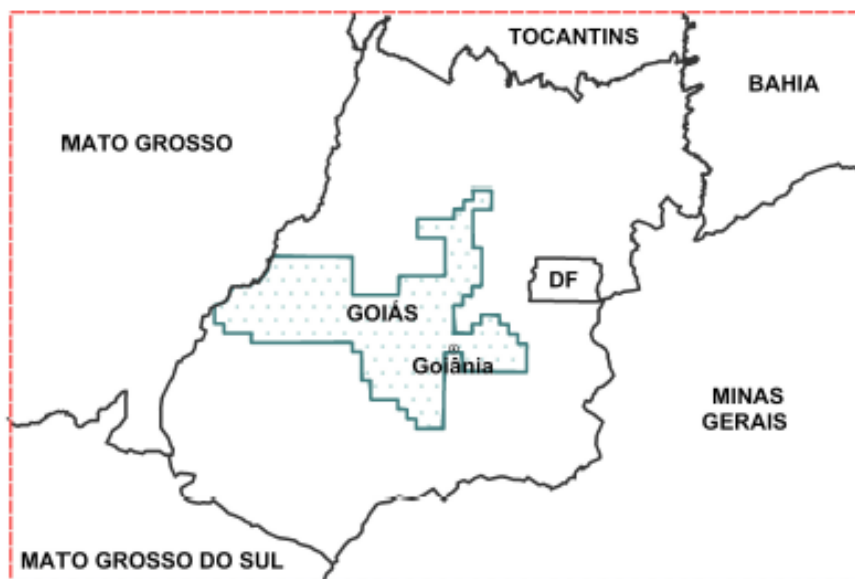 TOCANTINS
BAHIA
MATO GROSSO
DF
GOIÁS
Goiânia
MINAS
GERAIS
MATO GROSSO DO SUL